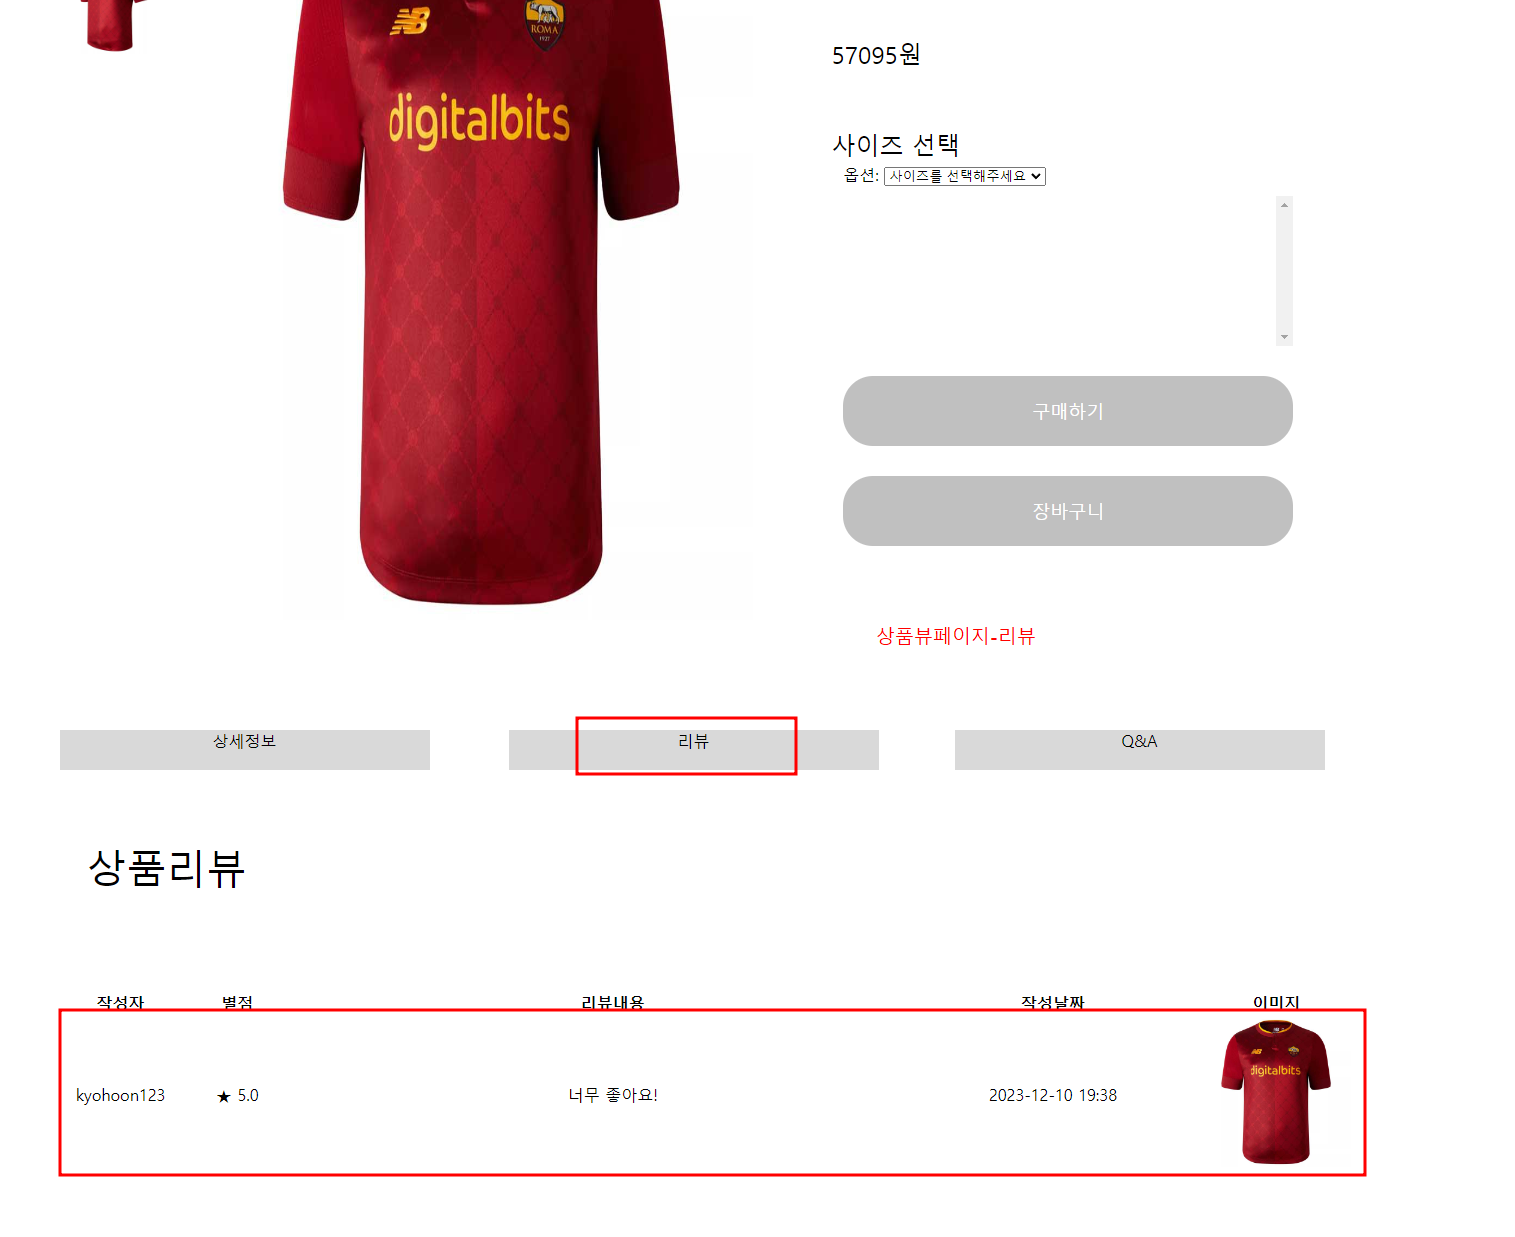 ROMA
1927
digitalbits
57095원
사이즈 선택
옵션: 사이즈를 선택해주세요
구매하기
장바구니
상품뷰페이지-리뷰
상세정보 리뷰 Q&A
상품리뷰
작성자 별점 리뷰내용 작성날짜 이미지
kyohoon123 ★ 5.0 너무 좋아요! 2023-12-10 19:38
digitalbits